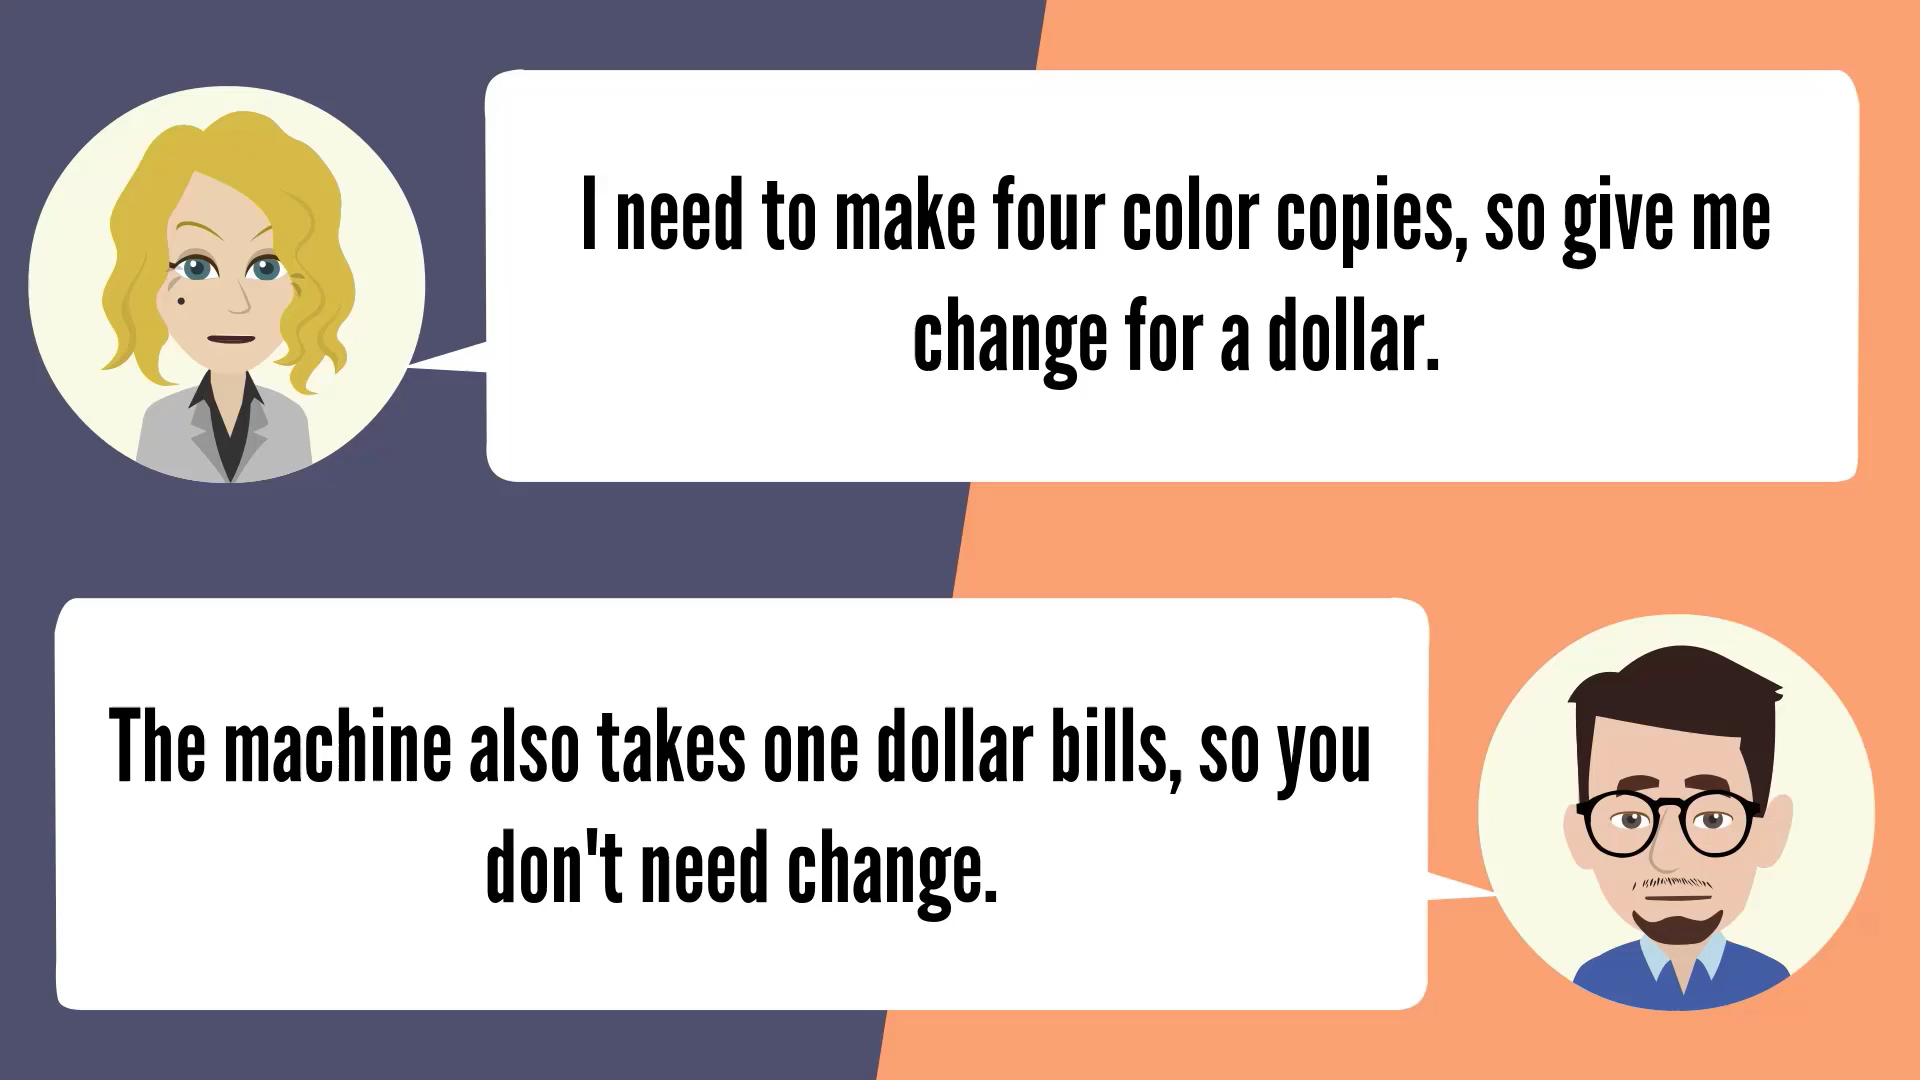 I need to make four color copies, so give me
change for a dollar.
The machine also takes one dollar bills, so you
don't need change.